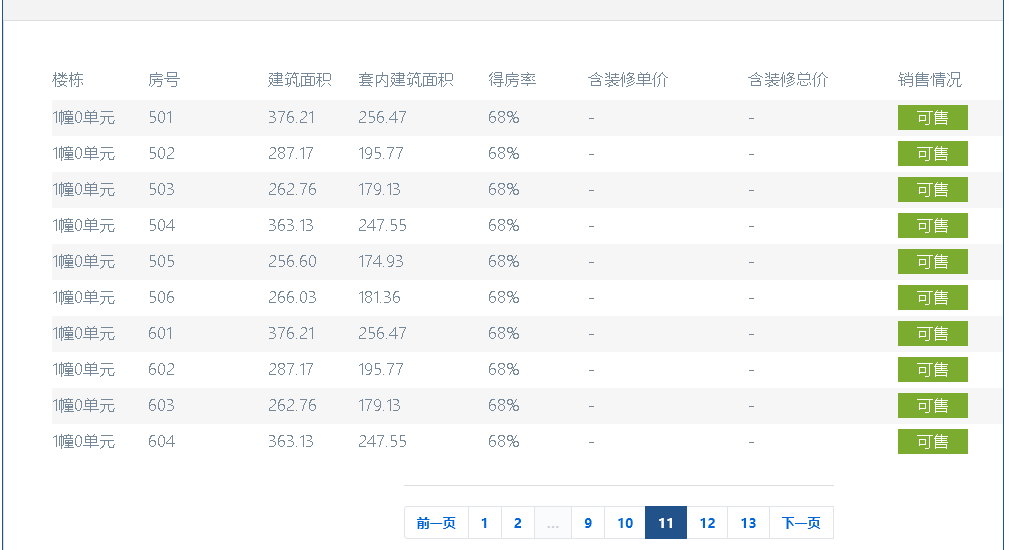 楼栋 房号 建筑面积 套内建筑面积 得房率 含装修单价 含装修总价 销售情况
1幢0单元 501 376.21 256.47 68% - - 可售
1幢0单元 502 287.17 195.77 68% - - 可售
1幢0单元 503 262.76 179.13 68% - - 可售
1幢0单元 504 363.13 247.55 68% - - 可售
1幢0单元 505 256.60 174.93 68% - - 可售
1幢0单元 506 266.03 181.36 68% - - 可售
1幢0单元 601 376.21 256.47 68% - - 可售
1幢0单元 602 287.17 195.77 68% - - 可售
1幢0单元 603 262.76 179.13 68% - - 可售
1幢0单元 604 363.13 247.55 68% - - 可售
前一页 1 2 ... 9 10 11 12 13 下一页